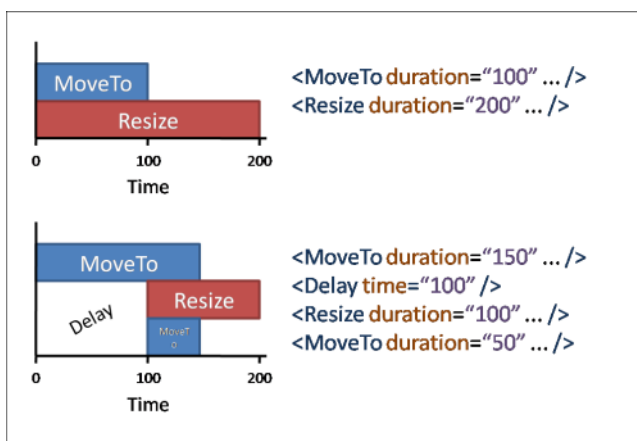 MoveTo
Resize
0 100 200
Time
<MoveTo duration=“100” ... />
<Resize duration=“200” ... />
MoveTo
Delay
Resize
MoveT
o
0 100 200
Time
<MoveTo duration=“150” ... />
<Delay time=“100” />
<Resize duration=“100” ... />
<MoveTo duration=“50” ... />